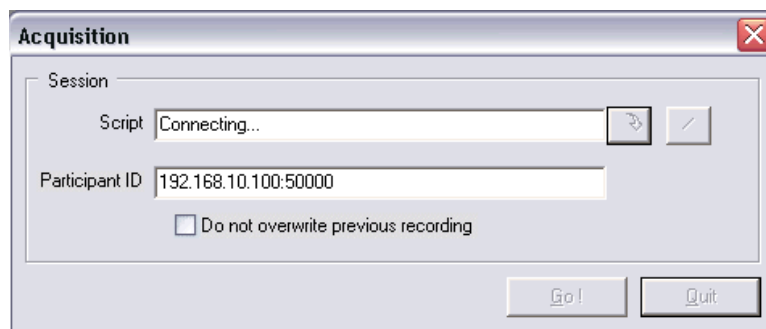 Acquisition
Session
Script Connecting...
Participant ID 192.168.10.100:50000
Do not overwrite previous recording
Go! Quit